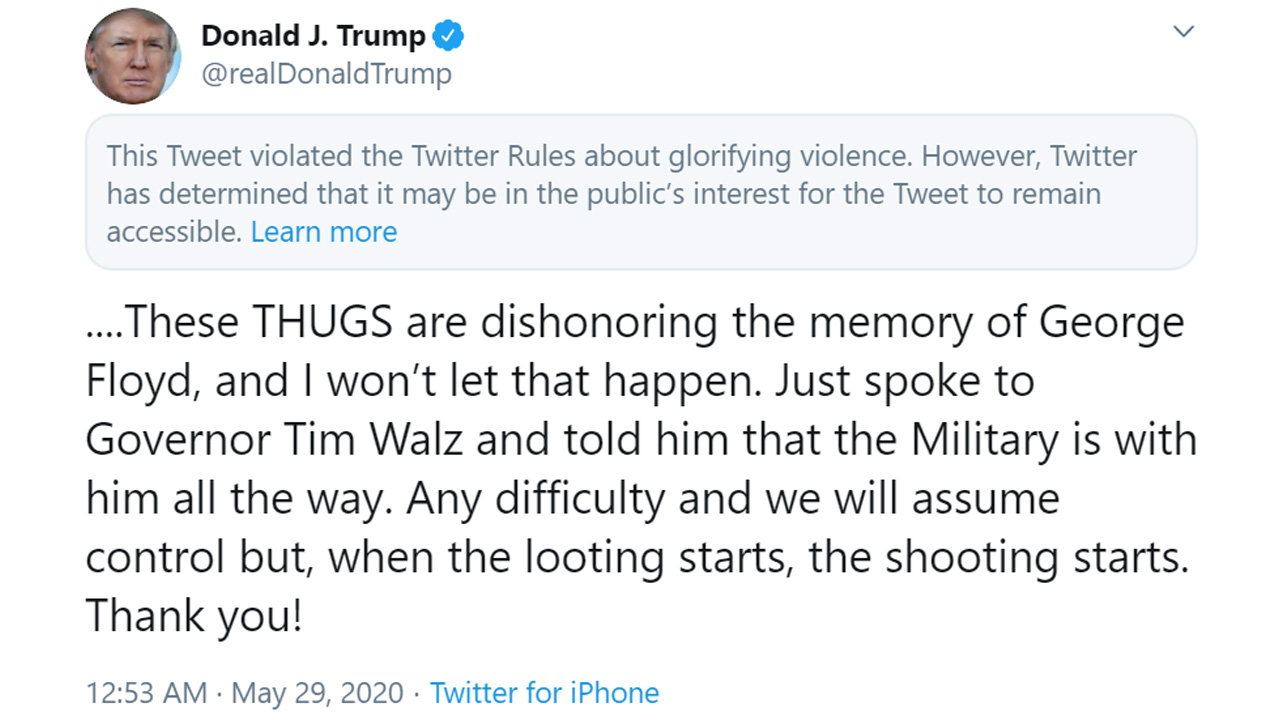 Donald J. Trump
@realDonaldTrump
This Tweet violated the Twitter Rules about glorifying violence. However, Twitter
has determined that it may be in the public’s interest for the Tweet to remain
accessible. Learn more
....These THUGS are dishonoring the memory of George
Floyd, and I won’t let that happen. Just spoke to
Governor Tim Walz and told him that the Military is with
him all the way. Any difficulty and we will assume
control but, when the looting starts, the shooting starts.
Thank you!
12:53 AM · May 29, 2020 · Twitter for iPhone